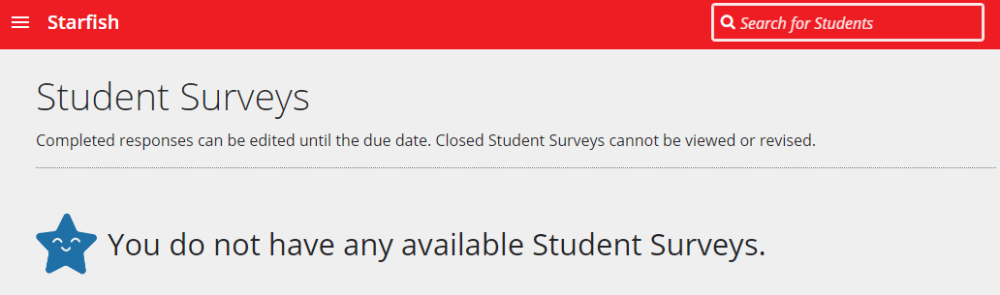 Starfish
Search for Students
Student Surveys
Completed responses can be edited until the due date. Closed Student Surveys cannot be viewed or revised.
You do not have any available Student Surveys.